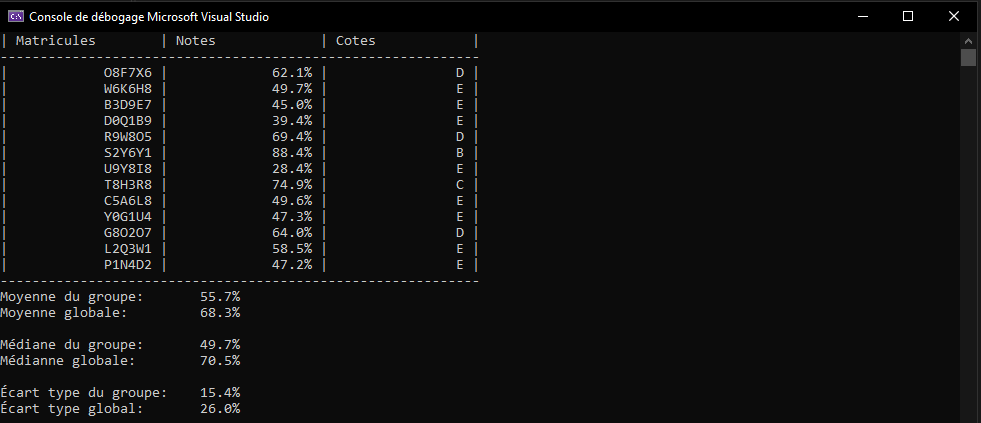 Console de débogage Microsoft Visual Studio
| Matricules | Notes | Cotes |
------------------------------------------------------------
| O8F7X6 | 62.1% | D |
| W6K6H8 | 49.7% | E |
| B3D9E7 | 45.0% | E |
| D0Q1B9 | 39.4% | E |
| R9W8O5 | 69.4% | D |
| S2Y6Y1 | 88.4% | B |
| U9Y8I8 | 28.4% | E |
| T8H3R8 | 74.9% | C |
| C5A6L8 | 49.6% | E |
| Y0G1U4 | 47.3% | E |
| G8O2O7 | 64.0% | D |
| L2Q3W1 | 58.5% | E |
| P1N4D2 | 47.2% | E |
------------------------------------------------------------
Moyenne du groupe: 55.7%
Moyenne globale: 68.3%
Médiane du groupe: 49.7%
Médianne globale: 70.5%
Écart type du groupe: 15.4%
Écart type global: 26.0%